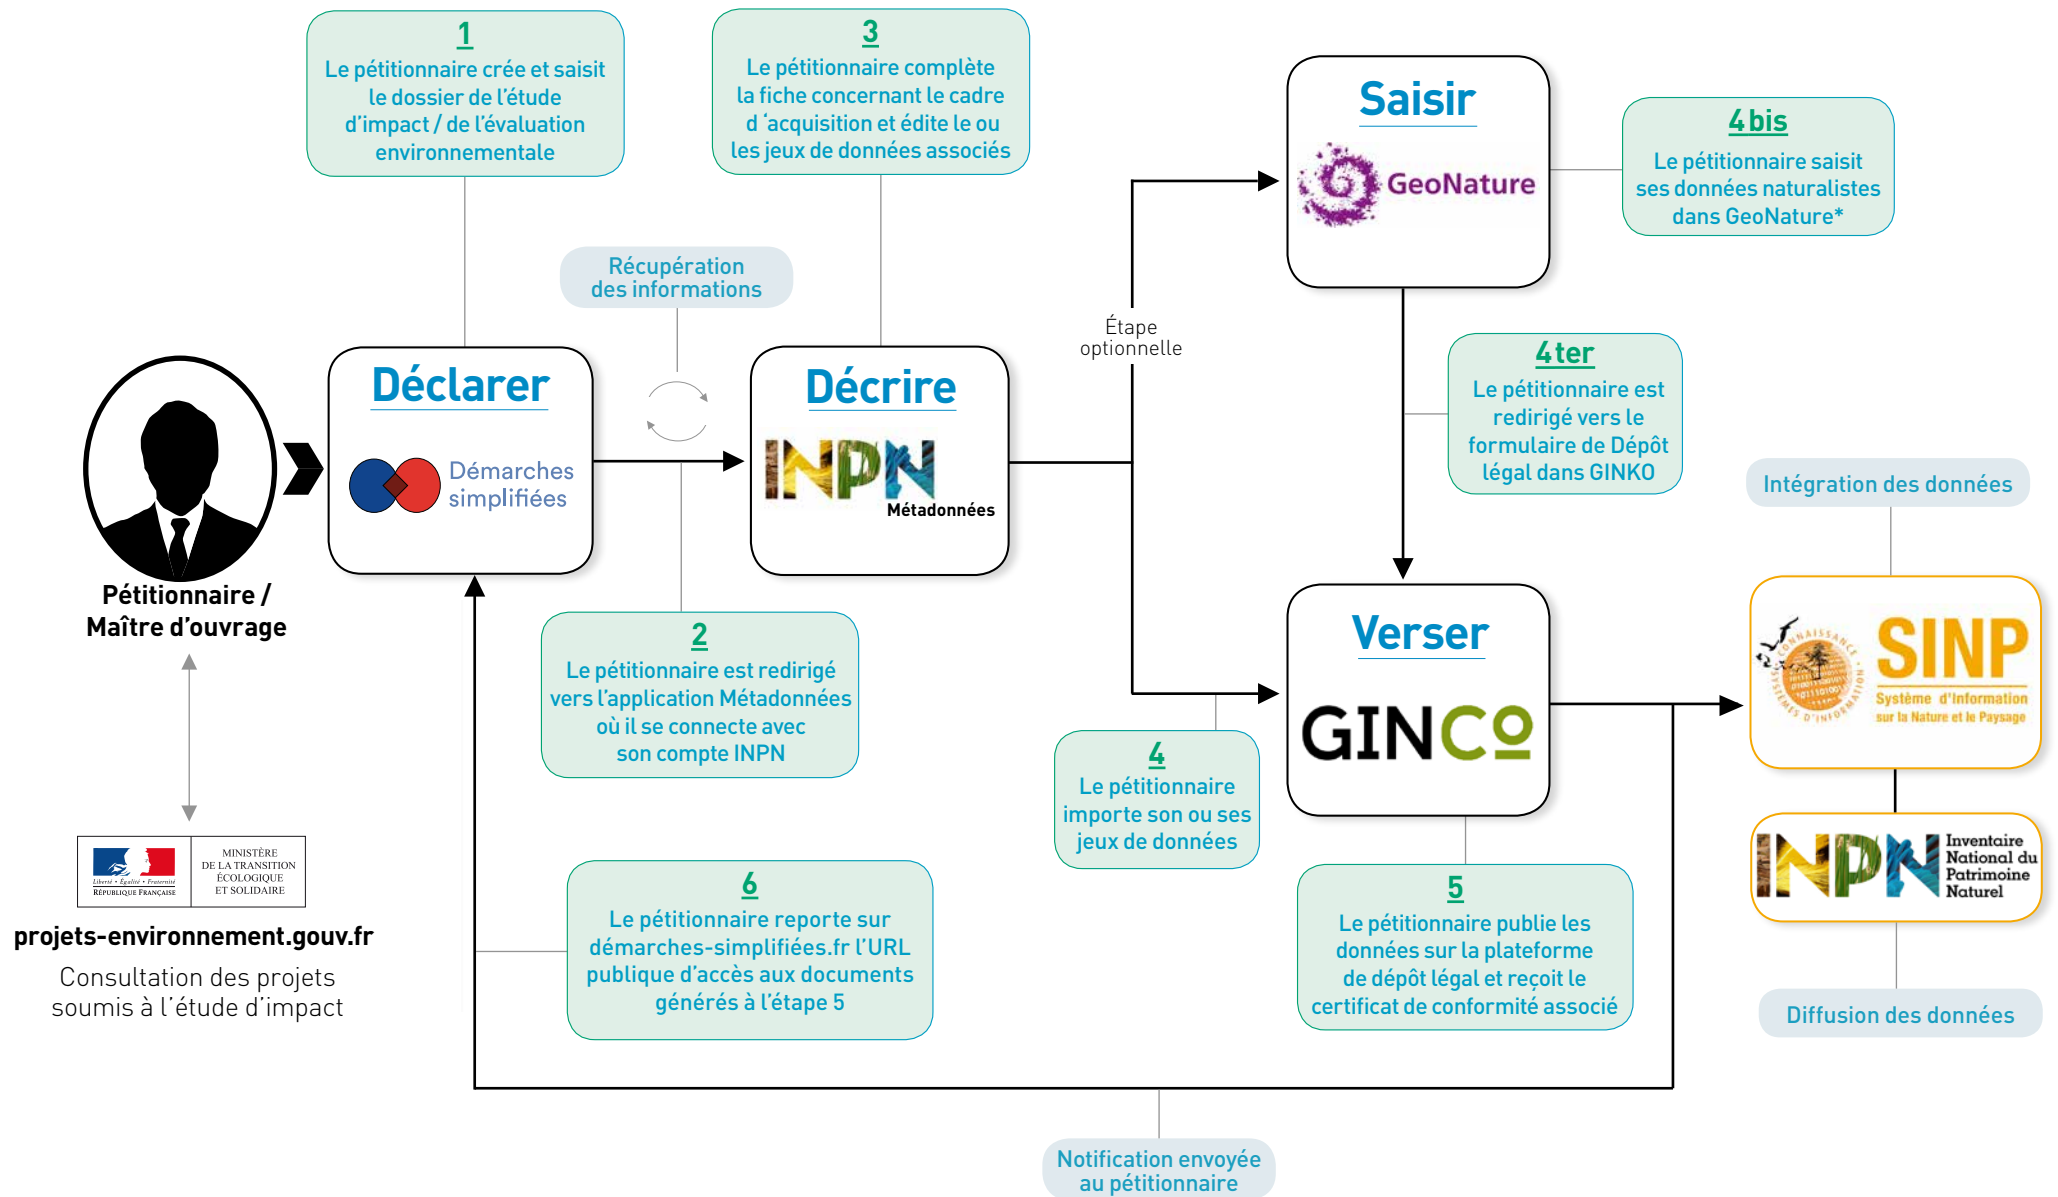 1
Le pétitionnaire crée et saisit
le dossier de l’étude
d’impact / de l’évaluation
environnementale
3
Le pétitionnaire complète
la fiche concernant le cadre
d ‘acquisition et édite le ou
les jeux de données associés
Saisir
GeoNature
4 bis
Le pétitionnaire saisit
ses données naturalistes
dans GeoNature*
Récupération
des informations
Étape
optionnelle
4 ter
Le pétitionnaire est
redirigé vers le
formulaire de Dépôt
légal dans GINKO
Déclarer
Démarches
simplifiées
Décrire
INPN
Métadonnées
Pétitionnaire /
Maître d’ouvrage
2
Le pétitionnaire est redirigé
vers l’application Métadonnées
où il se connecte avec
son compte INPN
Verser
GINCO
4
Le pétitionnaire
importe son ou ses
jeux de données
Intégration des données
CONNAISSANCE
SYSTÈMES D'INFORMATION
SINP
Système d'Information
sur la Nature et le Paysage
INPN
Inventaire
National du
Patrimoine
Naturel
Diffusion des données
Liberté • Égalité • Fraternité
RÉPUBLIQUE FRANÇAISE
MINISTÈRE
DE LA TRANSITION
ÉCOLOGIQUE
ET SOLIDAIRE
projets-environnement.gouv.fr
Consultation des projets
soumis à l’étude d’impact
6
Le pétitionnaire reporte sur
démarches-simplifiées.fr l’URL
publique d’accès aux documents
générés à l’étape 5
5
Le pétitionnaire publie les
données sur la plateforme
de dépôt légal et reçoit le
certificat de conformité associé
Notification envoyée
au pétitionnaire